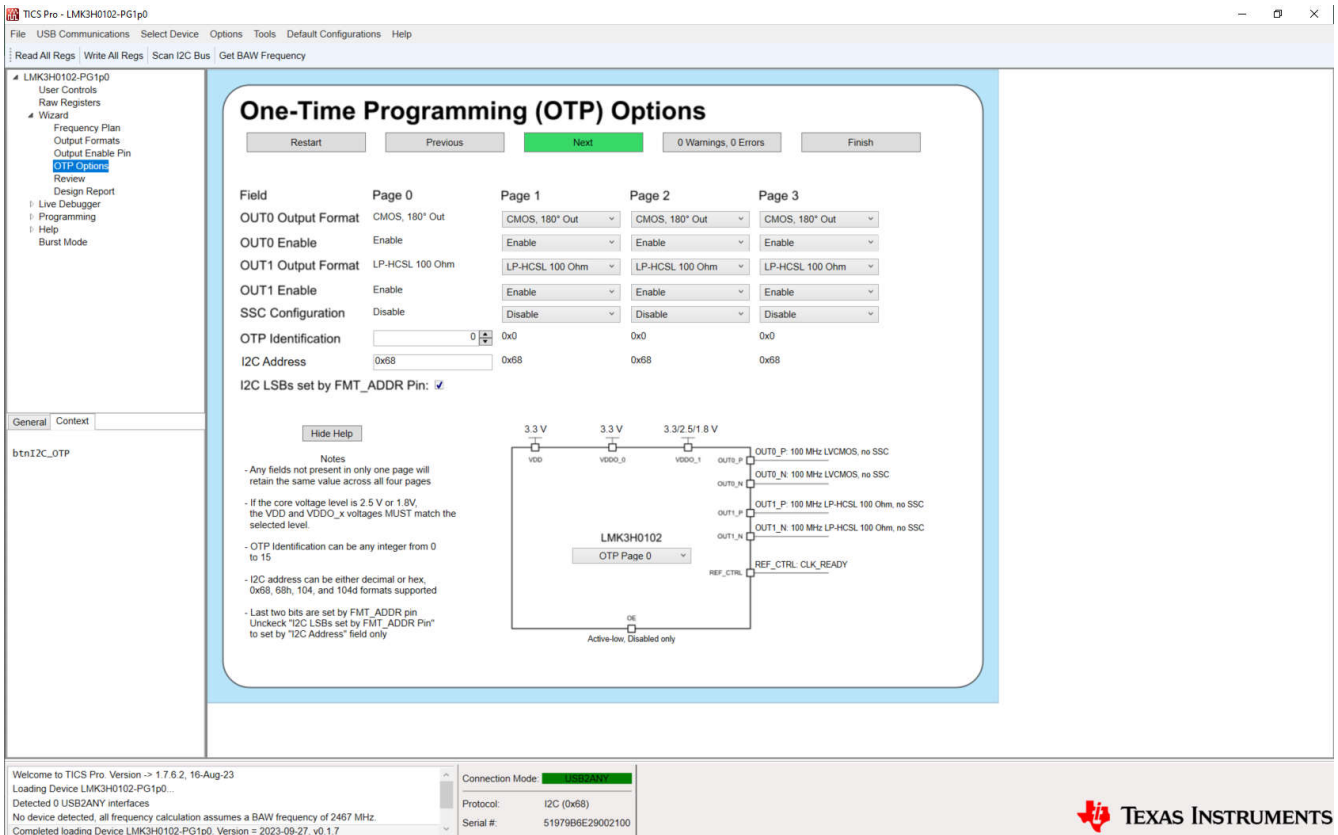 TICS Pro - LMK3H0102-PG1p0
File USB Communications Select Device Options Tools Default Configurations Help
Read All Regs Write All Regs Scan I2C Bus Get BAW Frequency
LMK3H0102-PG1p0
User Controls
Raw Registers
Wizard
Frequency Plan
Output Formats
Output Enable Pin
OTP Options
Review
Design Report
Live Debugger
Programming
Help
Burst Mode
General Context
btnI2C_OTP
One-Time Programming (OTP) Options
Restart Previous Next 0 Warnings, 0 Errors Finish
Field Page 0 Page 1 Page 2 Page 3
OUT0 Output Format CMOS, 180° Out CMOS, 180° Out CMOS, 180° Out CMOS, 180° Out
OUT0 Enable Enable Enable Enable Enable
OUT1 Output Format LP-HCSL 100 Ohm LP-HCSL 100 Ohm LP-HCSL 100 Ohm LP-HCSL 100 Ohm
OUT1 Enable Enable Enable Enable Enable
SSC Configuration Disable Disable Disable Disable
OTP Identification 0 0x0 0x0 0x0
I2C Address 0x68 0x68 0x68 0x68
I2C LSBs set by FMT_ADDR Pin:
Hide Help
Notes
- Any fields not present in only one page will
retain the same value across all four pages
- If the core voltage level is 2.5 V or 1.8V,
the VDD and VDDO_x voltages MUST match the
selected level.
- OTP Identification can be any integer from 0
to 15
- I2C address can be either decimal or hex,
0x68, 68h, 104, and 104d formats supported
- Last two bits are set by FMT_ADDR pin
Unckeck "I2C LSBs set by FMT_ADDR Pin"
to set by "I2C Address" field only
3.3 V 3.3 V 3.3/2.5/1.8 V
VDD VDDO_0 VDDO_1
OUT0_P OUT0_P: 100 MHz LVCMOS, no SSC
OUT0_N OUT0_N: 100 MHz LVCMOS, no SSC
OUT1_P OUT1_P: 100 MHz LP-HCSL 100 Ohm, no SSC
OUT1_N OUT1_N: 100 MHz LP-HCSL 100 Ohm, no SSC
LMK3H0102
OTP Page 0
REF_CTRL REF_CTRL: CLK_READY
OE
Active-low, Disabled only
Welcome to TICS Pro. Version -> 1.7.6.2, 16-Aug-23
Loading Device LMK3H0102-PG1p0...
Detected 0 USB2ANY interfaces
No device detected, all frequency calculation assumes a BAW frequency of 2467 MHz.
Completed loading Device LMK3H0102-PG1p0. Version = 2023-09-27, v0.1.7
Connection Mode: USB2ANY
Protocol: I2C (0x68)
Serial #: 51979B6E29002100
TEXAS INSTRUMENTS